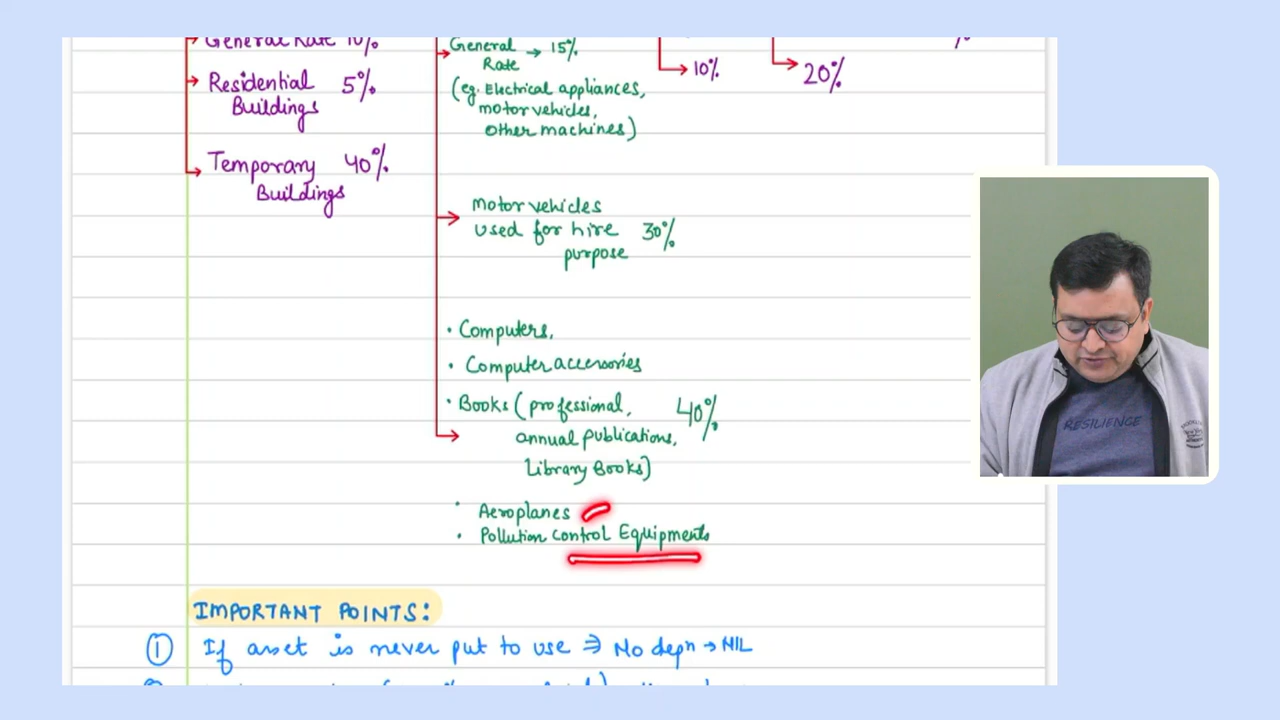 General Rate 10%
Residential 5%
Buildings
Temporary 40%
Buildings
General → 15%
Rate
(eg. Electrical appliances,
motor vehicles,
other machines)
10%
20%
Motor vehicles
used for hire 30%
purpose
• Computers,
• Computer accessories
• Books (professional, 40%
annual publications,
Library Books)
• Aeroplanes
• Pollution control Equipments
IMPORTANT POINTS:
① If asset is never put to use ⇒ No depn → NIL
RESILIENCE